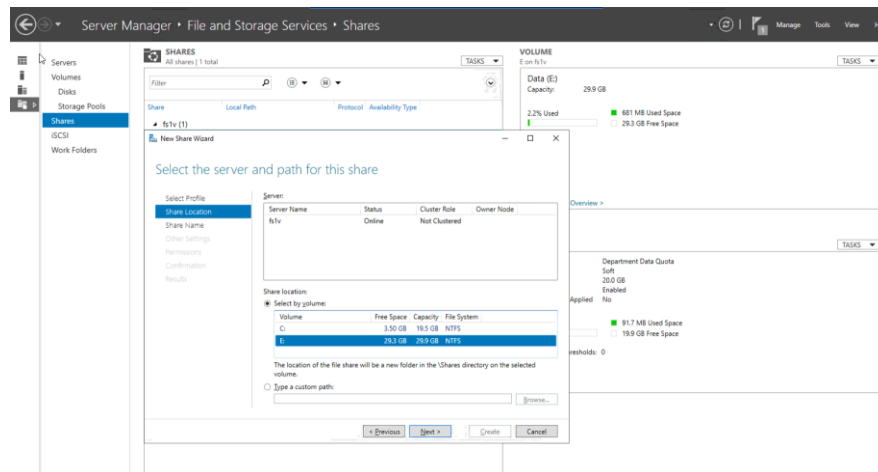 Server Manager • File and Storage Services • Shares
Manage Tools View H
1
Servers
Volumes
Disks
Storage Pools
Shares
iSCSI
Work Folders
SHARES
All shares | 1 total
TASKS
Filter
Share Local Path Protocol Availability Type
fs1v (1)
VOLUME
E on fs1v
TASKS
Data (E:)
Capacity: 29.9 GB
2.2% Used
681 MB Used Space
29.3 GB Free Space
Overview >
TASKS
Department Data Quota
Soft
20.0 GB
Enabled
Applied No
91.7 MB Used Space
19.9 GB Free Space
resholds: 0
New Share Wizard
Select the server and path for this share
Select Profile
Share Location
Share Name
Other Settings
Permissions
Confirmation
Results
Server:
Server Name Status Cluster Role Owner Node
fs1v Online Not Clustered
Share location:
Select by volume:
Volume Free Space Capacity File System
C: 3.50 GB 19.5 GB NTFS
E: 29.3 GB 29.9 GB NTFS
The location of the file share will be a new folder in the \Shares directory on the selected
volume.
Type a custom path:
Browse...
< Previous Next > Create Cancel